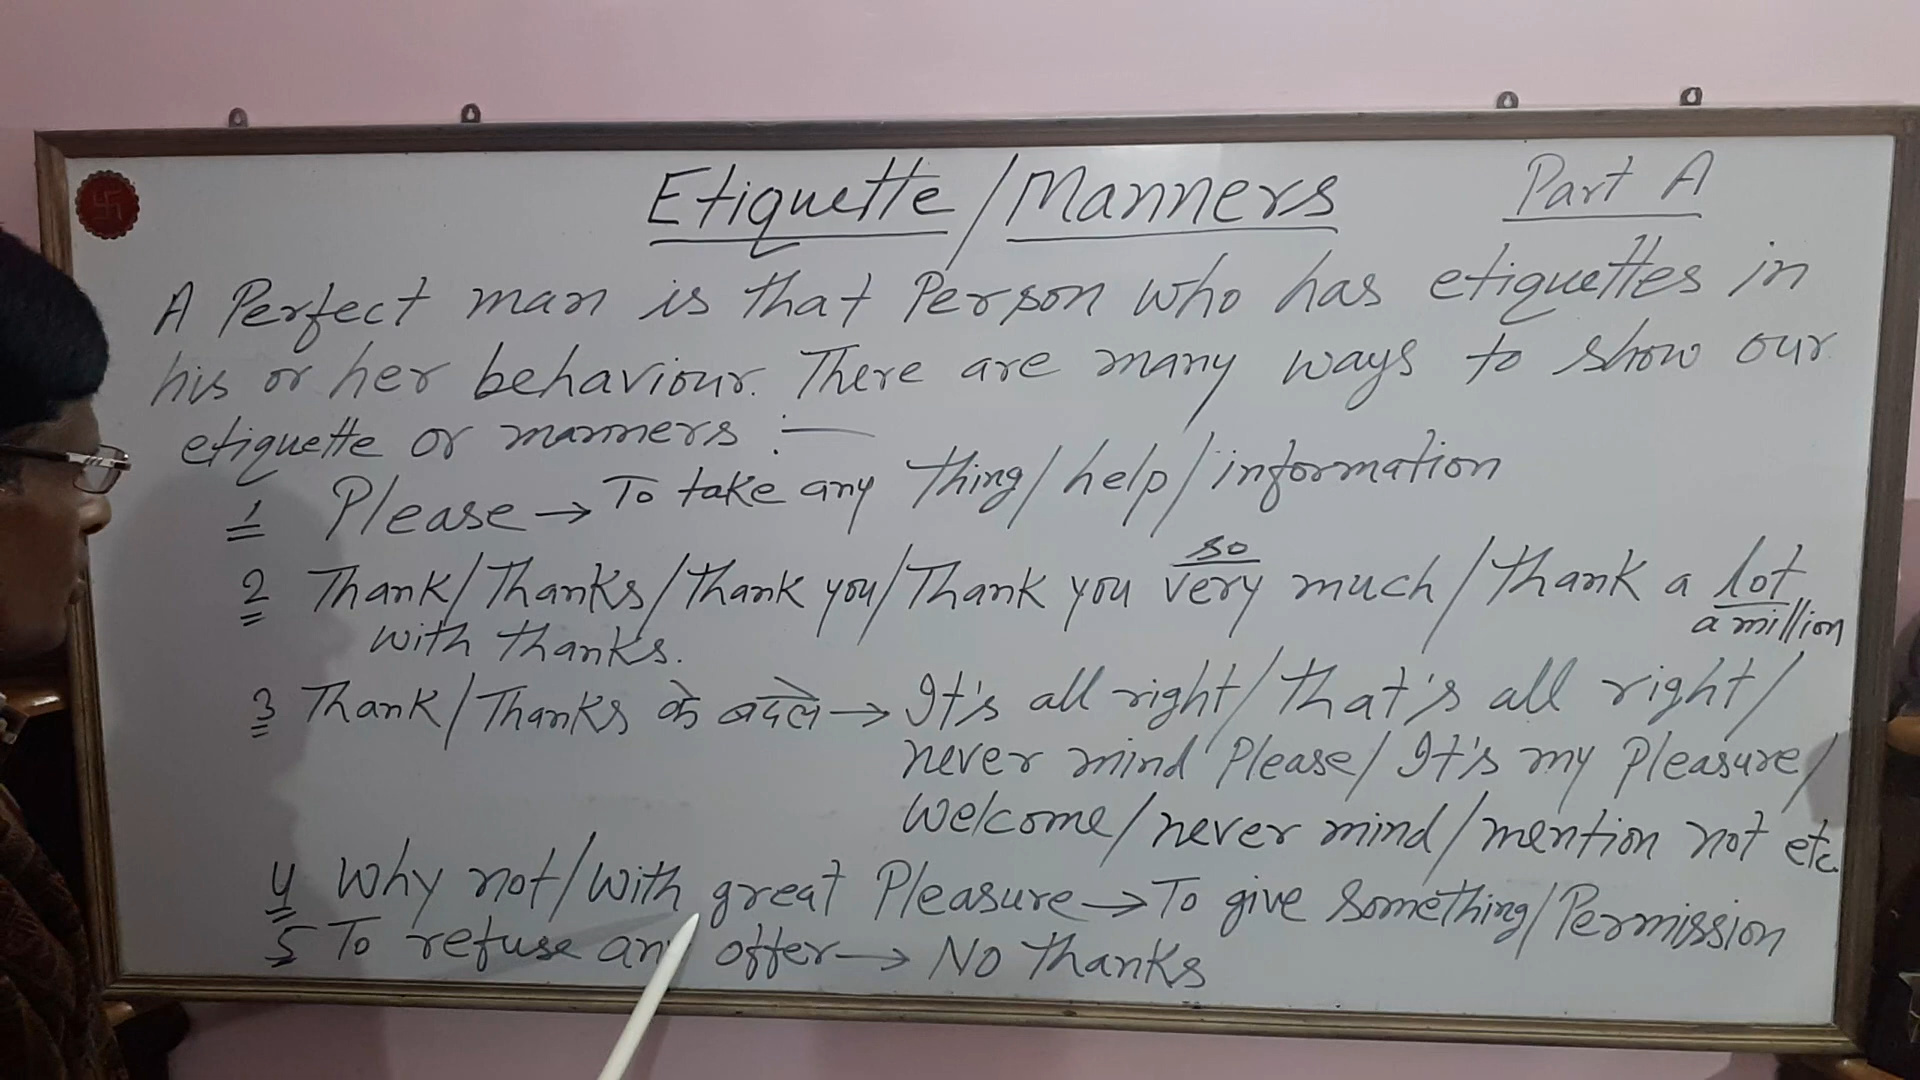 Etiquette/Manners Part A
A Perfect man is that Person who has etiquettes in
his or her behaviour. There are many ways to show our
etiquette or manners :—
1 Please → To take any thing/help/information
so
2 Thank/Thanks/thank you/Thank you very much/thank a lot
a million
with thanks.
3 Thank/Thanks के बदले → It's all right/that's all right/
never mind Please/It's my Pleasure/
Welcome/never mind/mention not etc.
4 Why not/with great Pleasure → To give something/Permission
5 To refuse any offer → No thanks